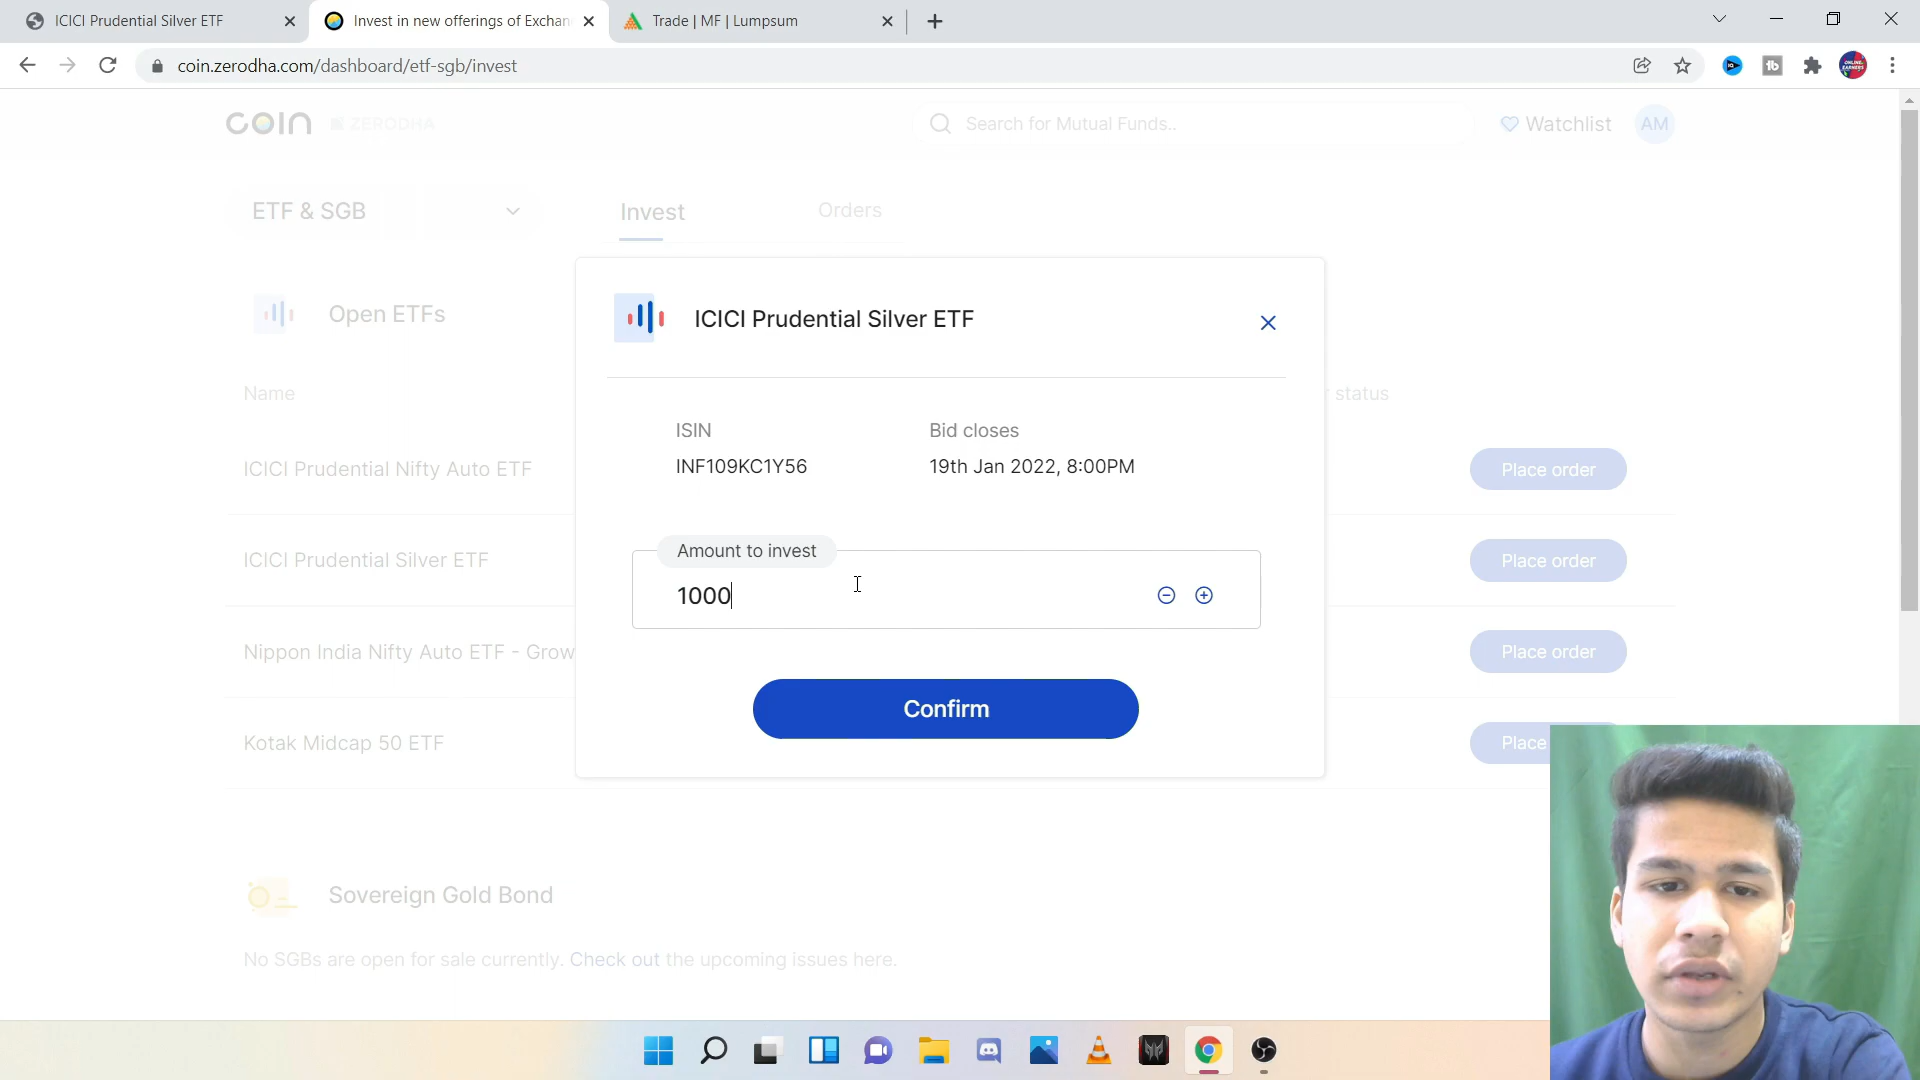 ICICI Prudential Silver ETF
Invest in new offerings of Exchan
Trade | MF | Lumpsum
coin.zerodha.com/dashboard/etf-sgb/invest
coin ZERODHA
Search for Mutual Funds..
Watchlist
AM
ETF & SGB
Invest
Orders
Open ETFs
ICICI Prudential Silver ETF
Name
status
ISIN
Bid closes
INF109KC1Y56
19th Jan 2022, 8:00PM
ICICI Prudential Nifty Auto ETF
Place order
Amount to invest
1000
ICICI Prudential Silver ETF
Place order
Nippon India Nifty Auto ETF - Grow
Place order
Confirm
Kotak Midcap 50 ETF
Place
Sovereign Gold Bond
No SGBs are open for sale currently. Check out the upcoming issues here.